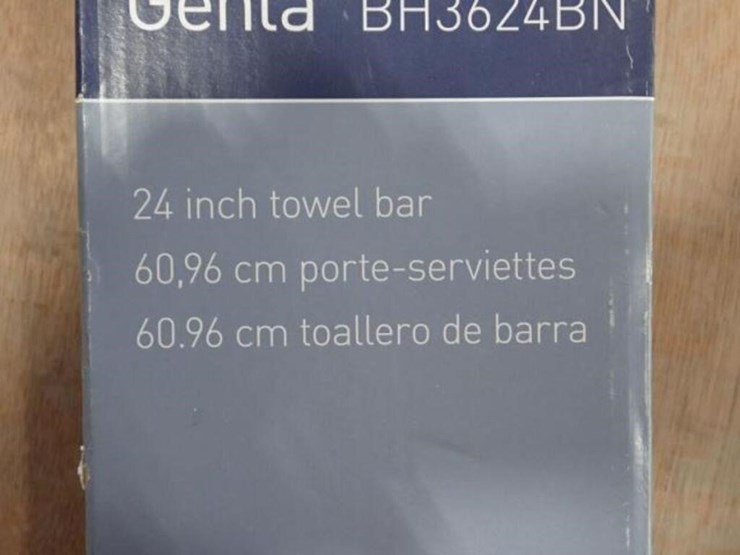 Genta BH3624BN
24 inch towel bar
60,96 cm porte-serviettes
60.96 cm toallero de barra